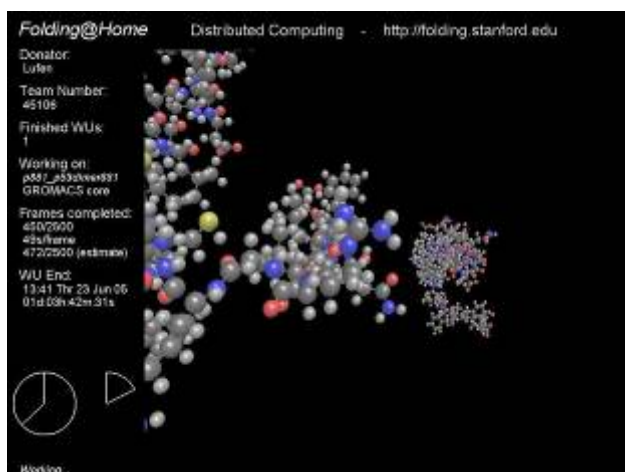 Folding@Home Distributed Computing - http://folding.stanford.edu
Donator:
Lufen
Team Number:
45106
Finished WUs:
1
Working on:
p881_p53dimer881
GROMACS core
Frames completed:
450/2500
49s/frame
472/2500 (estimate)
WU End:
13:41 Thr 23 Jun 05
01d:03h:42m:31s
Working